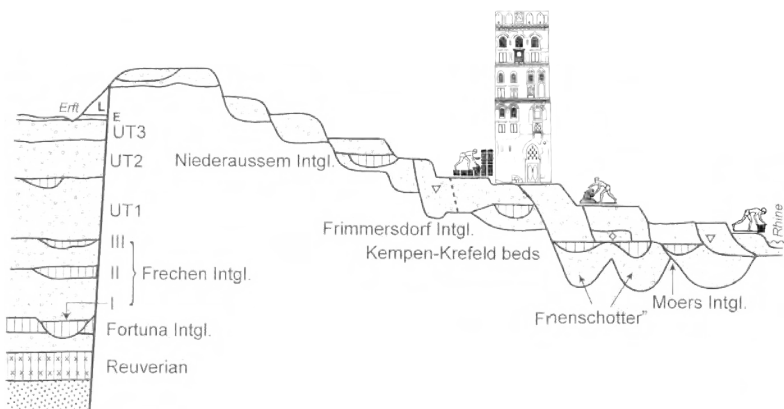 Erft
L
E
UT3
UT2
Niederaussem Intgl.
UT1
Frimmersdorf Intgl.
Kempen-Krefeld beds
III
II
Frechen Intgl.
I
Fortuna Intgl.
Moers Intgl.
Frıenschotter”
Reuverian
Rhine